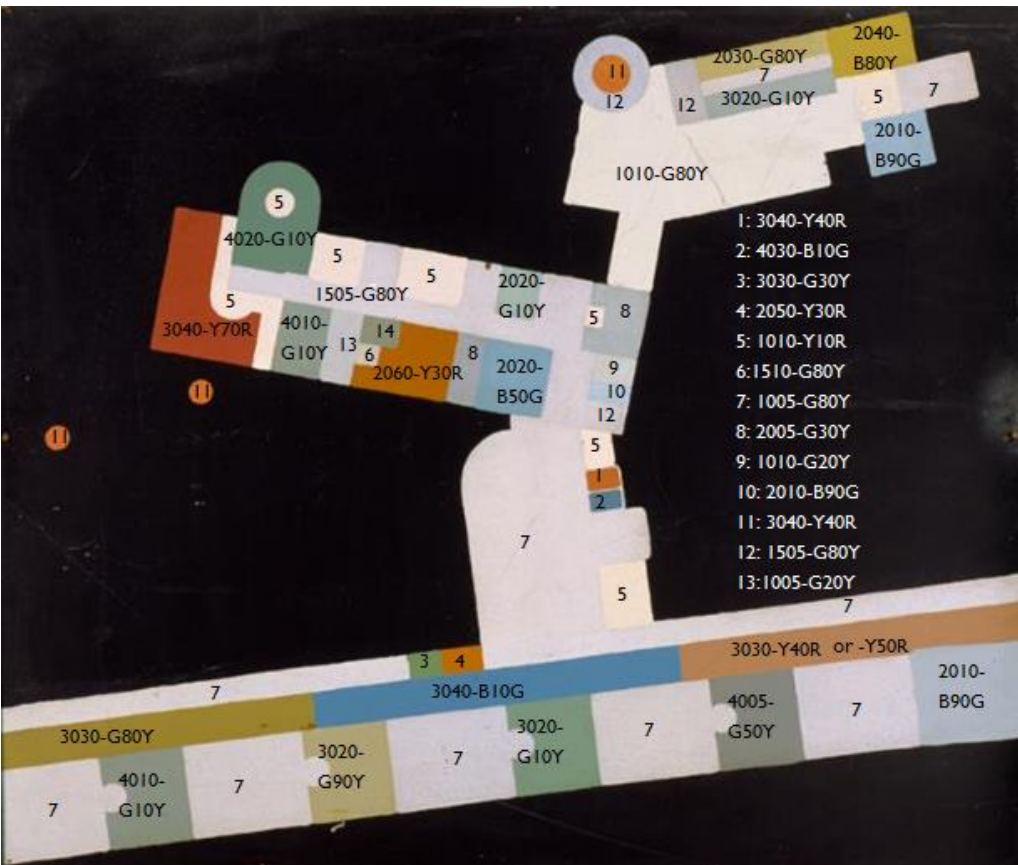 2040-
B80Y
2030-G80Y
7
3020-G10Y
11
12
12
5
7
2010-
B90G
1010-G80Y
5
4020-G10Y
5
5
1505-G80Y
2020-
G10Y
5
8
5
3040-Y70R
4010-
G10Y
13
14
6
2060-Y30R
8
2020-
B50G
9
10
12
11
11
5
1
2
7
5
1: 3040-Y40R
2: 4030-B10G
3: 3030-G30Y
4: 2050-Y30R
5: 1010-Y10R
6:1510-G80Y
7: 1005-G80Y
8: 2005-G30Y
9: 1010-G20Y
10: 2010-B90G
11: 3040-Y40R
12: 1505-G80Y
13:1005-G20Y
7
3 4
3030-Y40R or -Y50R
7
3040-B10G
2010-
B90G
3030-G80Y
4005-
G50Y
7
7
3020-
G10Y
7
3020-
G90Y
7
4010-
G10Y
7